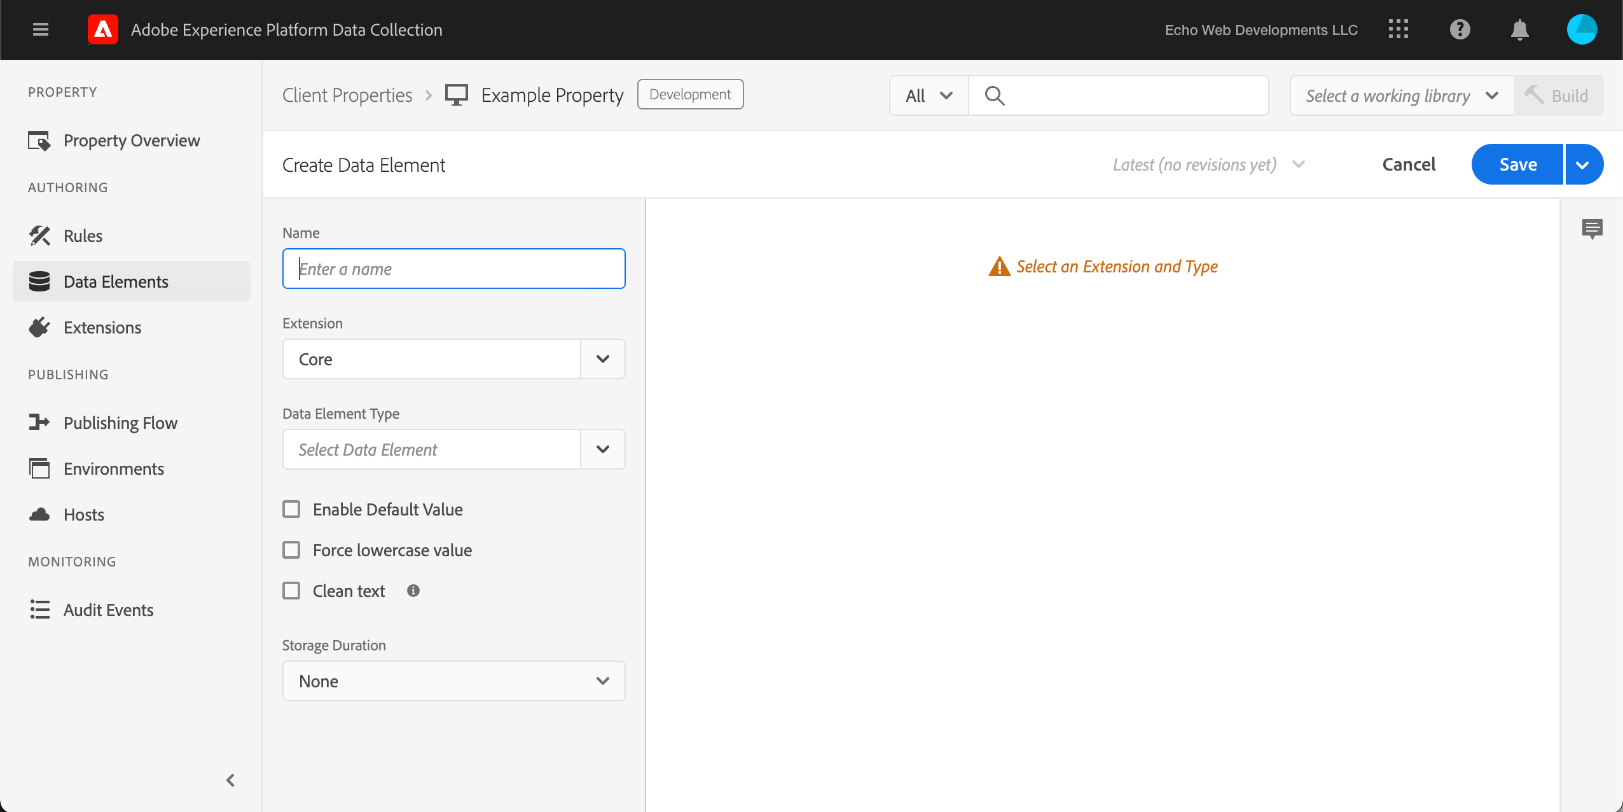 Adobe Experience Platform Data Collection
Echo Web Developments LLC
PROPERTY
Property Overview
AUTHORING
Rules
Data Elements
Extensions
PUBLISHING
Publishing Flow
Environments
Hosts
MONITORING
Audit Events
Client Properties > Example Property Development
All
Select a working library
Build
Create Data Element
Latest (no revisions yet)
Cancel
Save
Name
Enter a name
Extension
Core
Data Element Type
Select Data Element
Enable Default Value
Force lowercase value
Clean text
Storage Duration
None
Select an Extension and Type